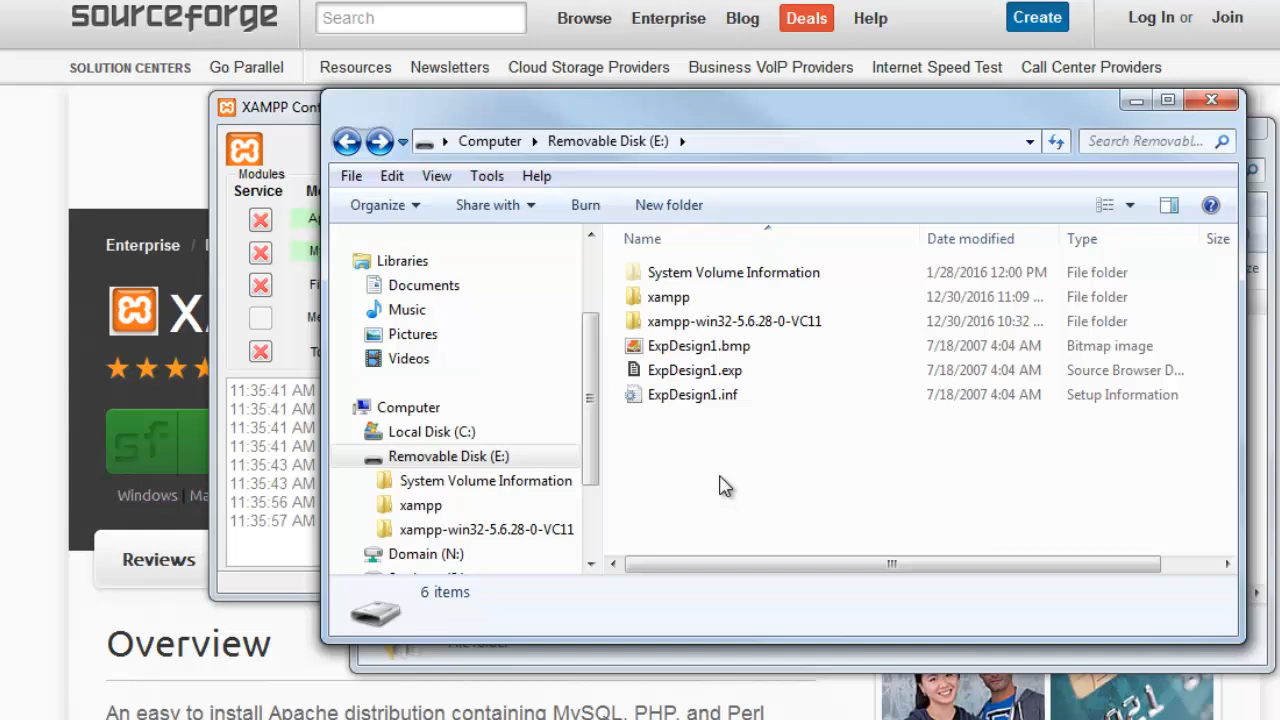 sourceforge
Search
Browse
Enterprise
Blog
Deals
Help
Create
Log In or
Join
SOLUTION CENTERS
Go Parallel
Resources
Newsletters
Cloud Storage Providers
Business VoIP Providers
Internet Speed Test
Call Center Providers
XAMPP Cont
Modules
Service
Computer
Removable Disk (E:)
Search Removabl...
File
Edit
View
Tools
Help
Organize
Share with
Burn
New folder
Libraries
Documents
Music
Pictures
Videos
Computer
Local Disk (C:)
Removable Disk (E:)
System Volume Information
xampp
xampp-win32-5.6.28-0-VC11
Domain (N:)
Name
Date modified
Type
Size
System Volume Information
1/28/2016 12:00 PM
File folder
xampp
12/30/2016 11:09 ...
File folder
xampp-win32-5.6.28-0-VC11
12/30/2016 10:32 ...
File folder
ExpDesign1.bmp
7/18/2007 4:04 AM
Bitmap image
ExpDesign1.exp
7/18/2007 4:04 AM
Source Browser D...
ExpDesign1.inf
7/18/2007 4:04 AM
Setup Information
6 items
11:35:41 AM
11:35:41 AM
11:35:41 AM
11:35:41 AM
11:35:43 AM
11:35:43 AM
11:35:56 AM
11:35:57 AM
Enterprise /
sf
Windows
Ma
Reviews
Overview
An easy to install Apache distribution containing MySQL, PHP, and Perl